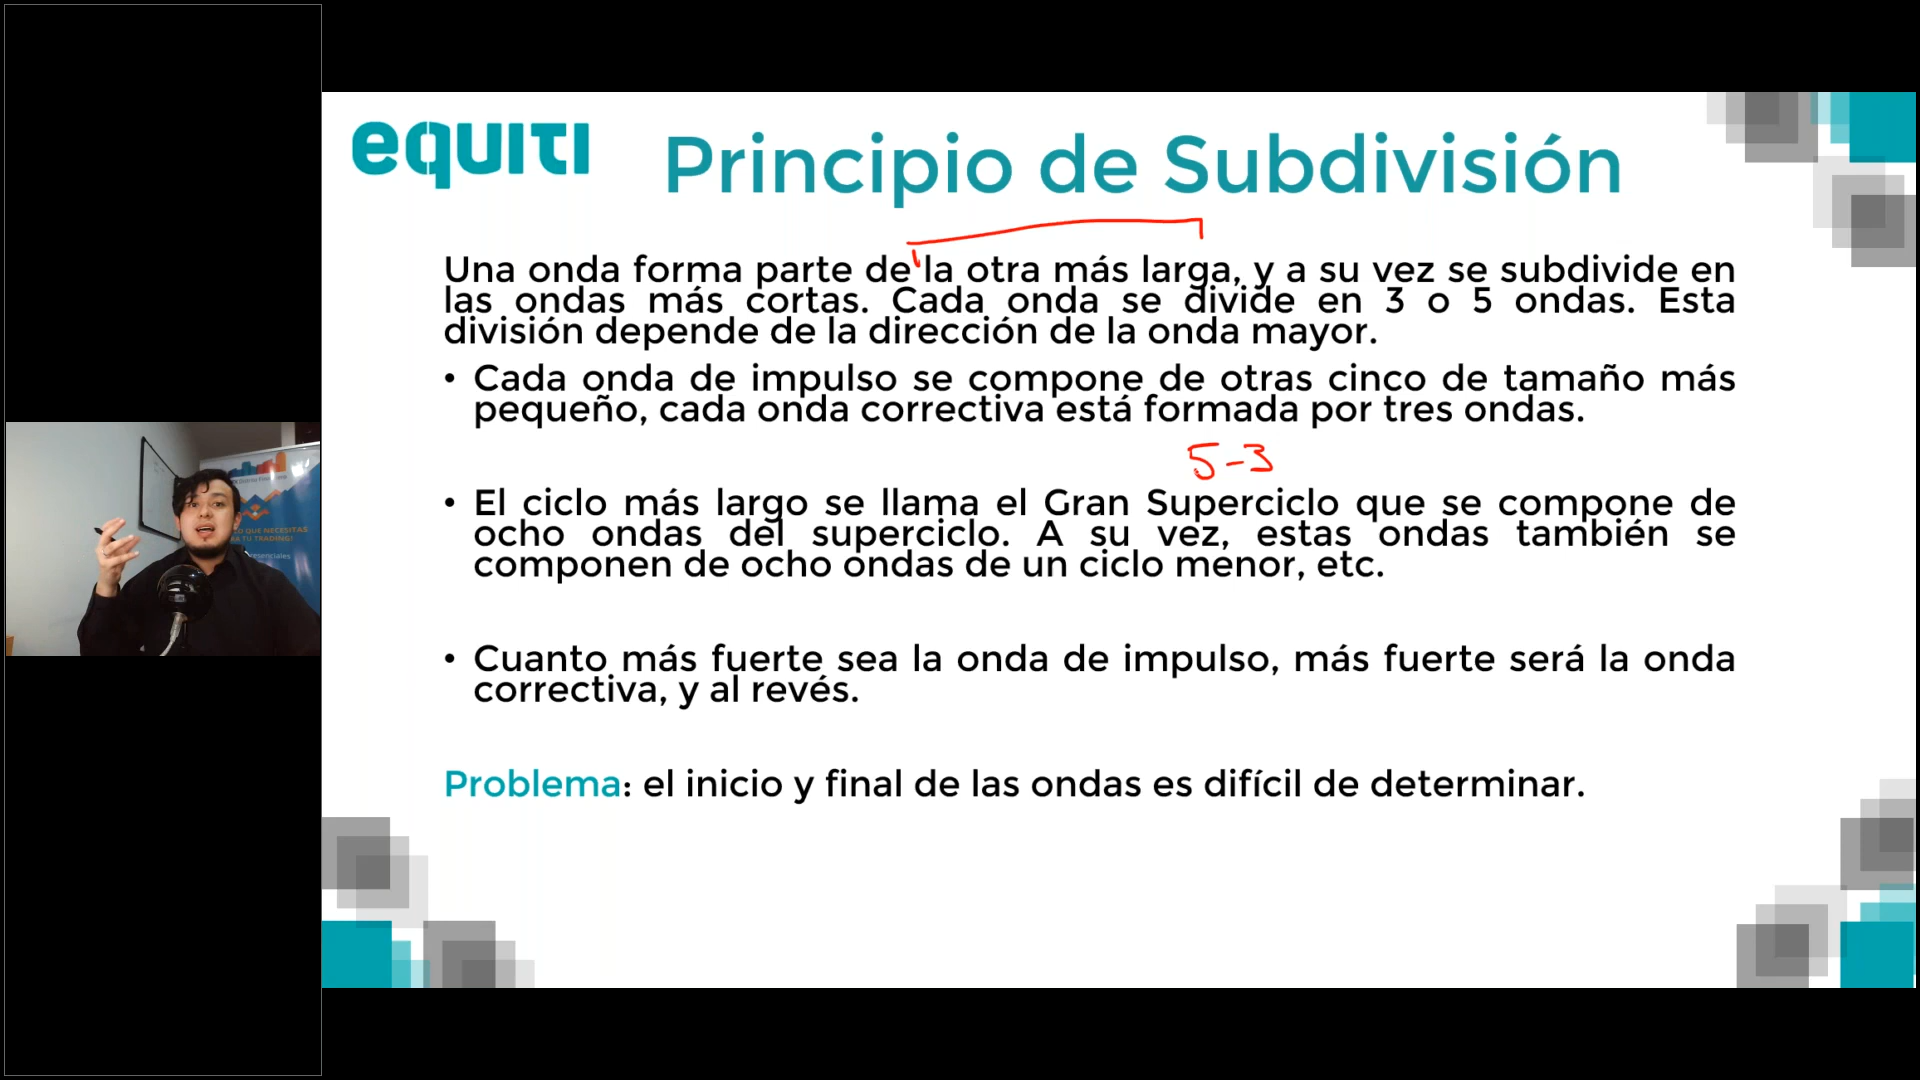 equiti
Principio de Subdivisión
Una onda forma parte de la otra más larga, y a su vez se subdivide en
las ondas más cortas. Cada onda se divide en 3 o 5 ondas. Esta
división depende de la dirección de la onda mayor.
• Cada onda de impulso se compone de otras cinco de tamaño más
pequeño, cada onda correctiva está formada por tres ondas.
5-3
• El ciclo más largo se llama el Gran Superciclo que se compone de
ocho ondas del superciclo. A su vez, estas ondas también se
componen de ocho ondas de un ciclo menor, etc.
• Cuanto más fuerte sea la onda de impulso, más fuerte será la onda
correctiva, y al revés.
Problema: el inicio y final de las ondas es difícil de determinar.
QUE NECESITAS
TU TRADING!